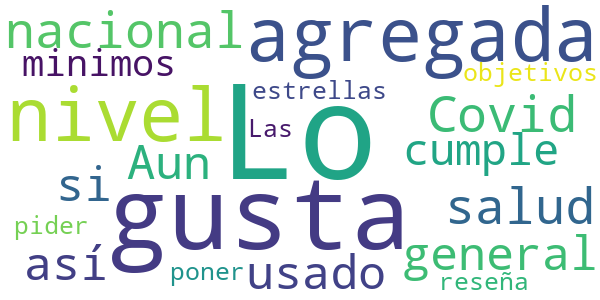 nacional agregada
minimos objetivos
nivel estrellas Covid
Lo Las
Aun cumple
si gusta salud
pider general
así poner usado reseña